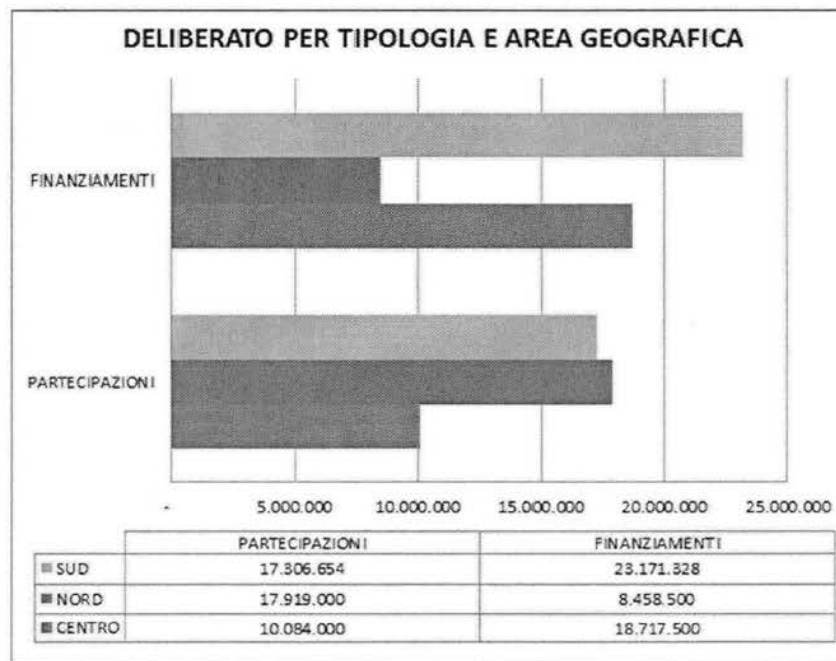 DELIBERATO PER TIPOLOGIA E AREA GEOGRAFICA
FINANZIAMENTI
PARTECIPAZIONI
- 5.000.000 10.000.000 15.000.000 20.000.000 25.000.000
PARTECIPAZIONI FINANZIAMENTI
SUD 17.306.654 23.171.328
NORD 17.919.000 8.458.500
CENTRO 10.084.000 18.717.500